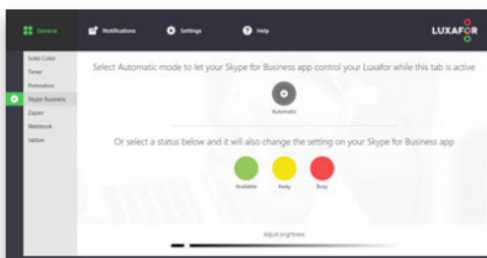 General
Notifications
Settings
Help
LUXAFOR
Solid Color
Timer
Pomodoro
Skype Business
Zapier
Webhook
Jabber
Select Automatic mode to let your Skype for Business app control your Luxafor while this tab is active
Automatic
Or select a status below and it will also change the setting on your Skype for Business app
Available
Away
Busy
Adjust brightness